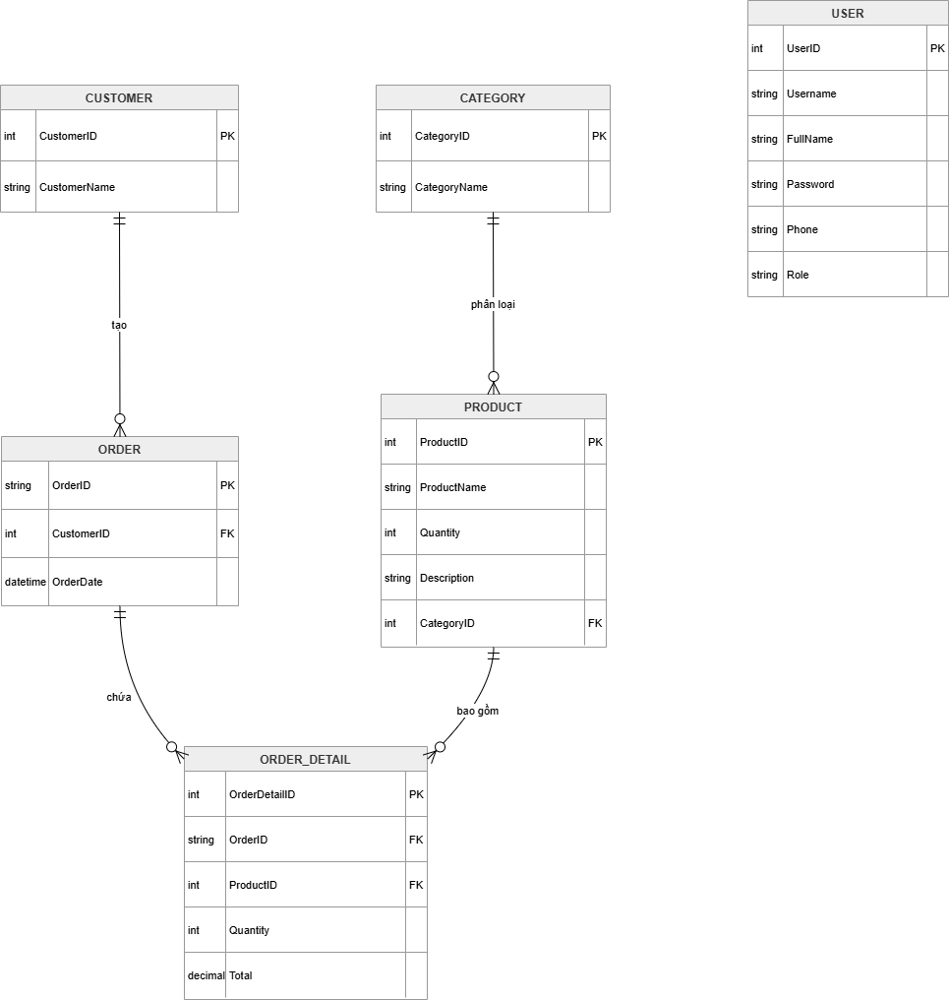 USER
int UserID PK
string Username
string FullName
string Password
string Phone
string Role
CUSTOMER
int CustomerID PK
string CustomerName
CATEGORY
int CategoryID PK
string CategoryName
tạo
phân loại
ORDER
string OrderID PK
int CustomerID FK
datetime OrderDate
PRODUCT
int ProductID PK
string ProductName
int Quantity
string Description
int CategoryID FK
chứa
bao gồm
ORDER_DETAIL
int OrderDetailID PK
string OrderID FK
int ProductID FK
int Quantity
decimal Total